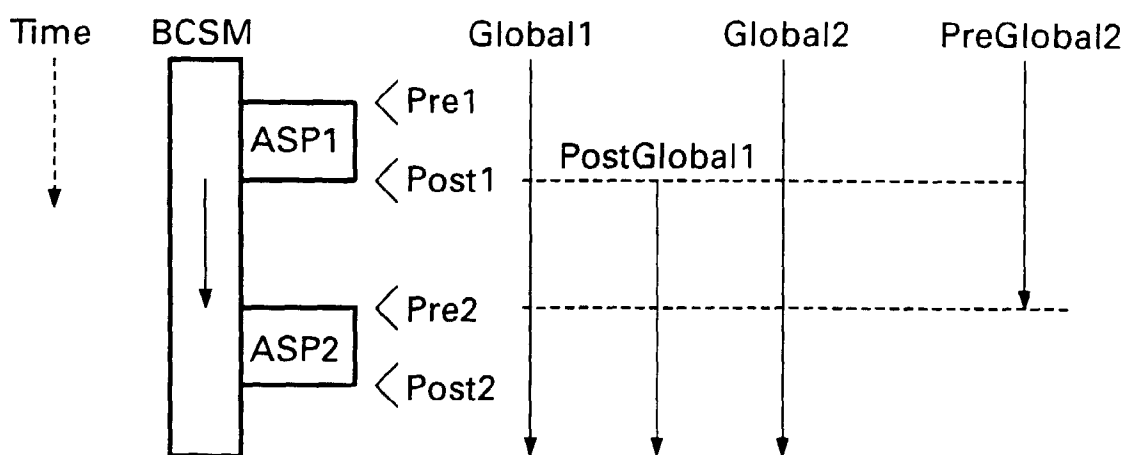 Time BCSM Global1 Global2 PreGlobal2
Pre1
ASP1
PostGlobal1
Post1
Pre2
ASP2
Post2